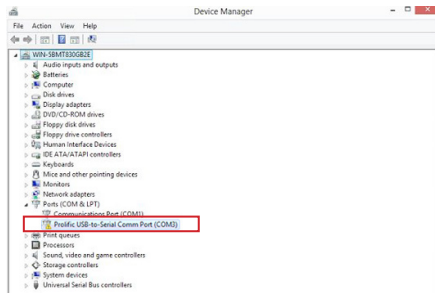 Device Manager
File Action View Help
WIN-5BMT830GB2E
Audio inputs and outputs
Batteries
Computer
Disk drives
Display adapters
DVD/CD-ROM drives
Floppy disk drives
Floppy drive controllers
Human Interface Devices
IDE ATA/ATAPI controllers
Keyboards
Mice and other pointing devices
Monitors
Network adapters
Ports (COM & LPT)
Communications Port (COM1)
Prolific USB-to-Serial Comm Port (COM3)
Print queues
Processors
Sound, video and game controllers
Storage controllers
System devices
Universal Serial Bus controllers